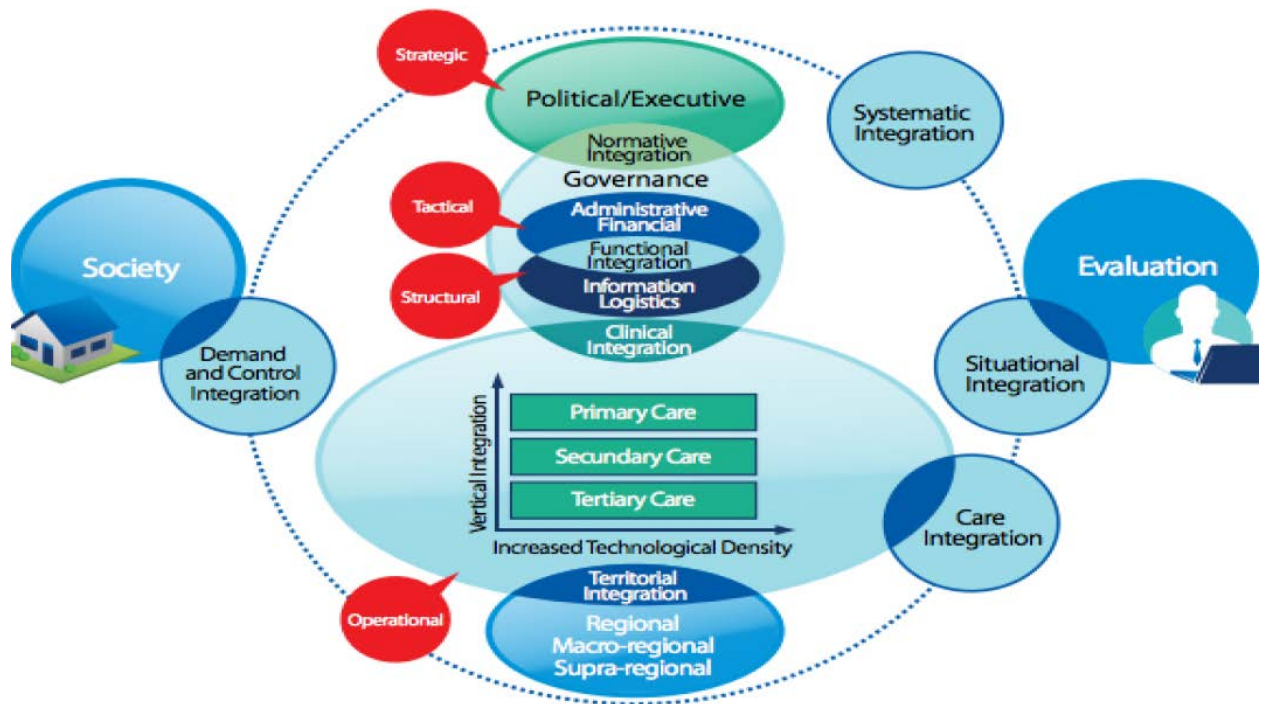 Strategic
Political/Executive
Normative
Integration
Systematic
Integration
Governance
Tactical
Administrative
Financial
Functional
Integration
Society
Evaluation
Structural
Information
Logistics
Clinical
Integration
Demand
and Control
Integration
Situational
Integration
Vertical Integration
Primary Care
Secundary Care
Tertiary Care
Increased Technological Density
Care
Integration
Territorial
Integration
Operational
Regional
Macro-regional
Supra-regional